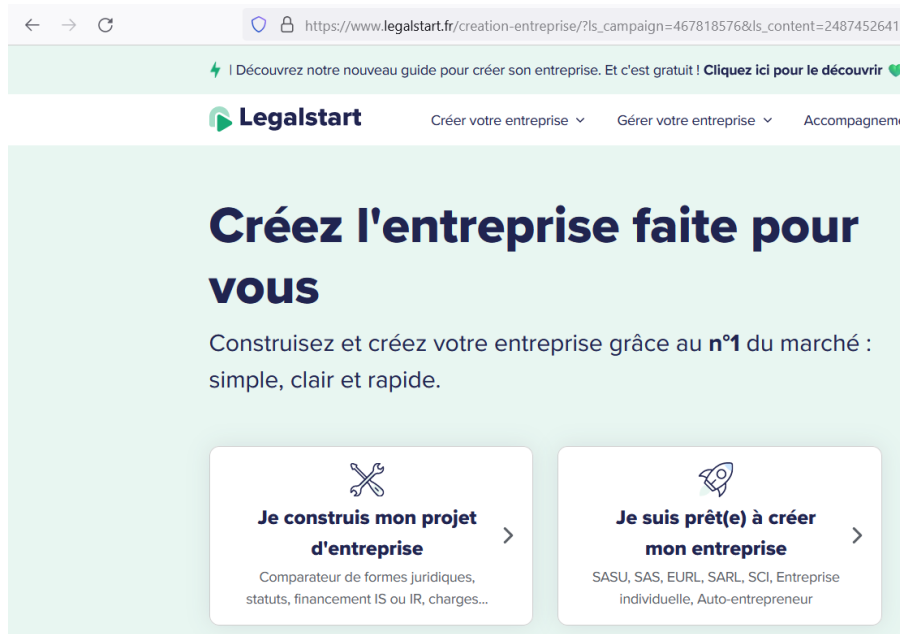 https://www.legalstart.fr/creation-entreprise/?ls_campaign=467818576&ls_content=2487452641
| Découvrez notre nouveau guide pour créer son entreprise. Et c'est gratuit ! Cliquez ici pour le découvrir
Legalstart
Créer votre entreprise
Gérer votre entreprise
Accompagneme
Créez l'entreprise faite pour
vous
Construisez et créez votre entreprise grâce au n°1 du marché :
simple, clair et rapide.
Je construis mon projet
d'entreprise
Comparateur de formes juridiques,
statuts, financement IS ou IR, charges...
Je suis prêt(e) à créer
mon entreprise
SASU, SAS, EURL, SARL, SCI, Entreprise
individuelle, Auto-entrepreneur